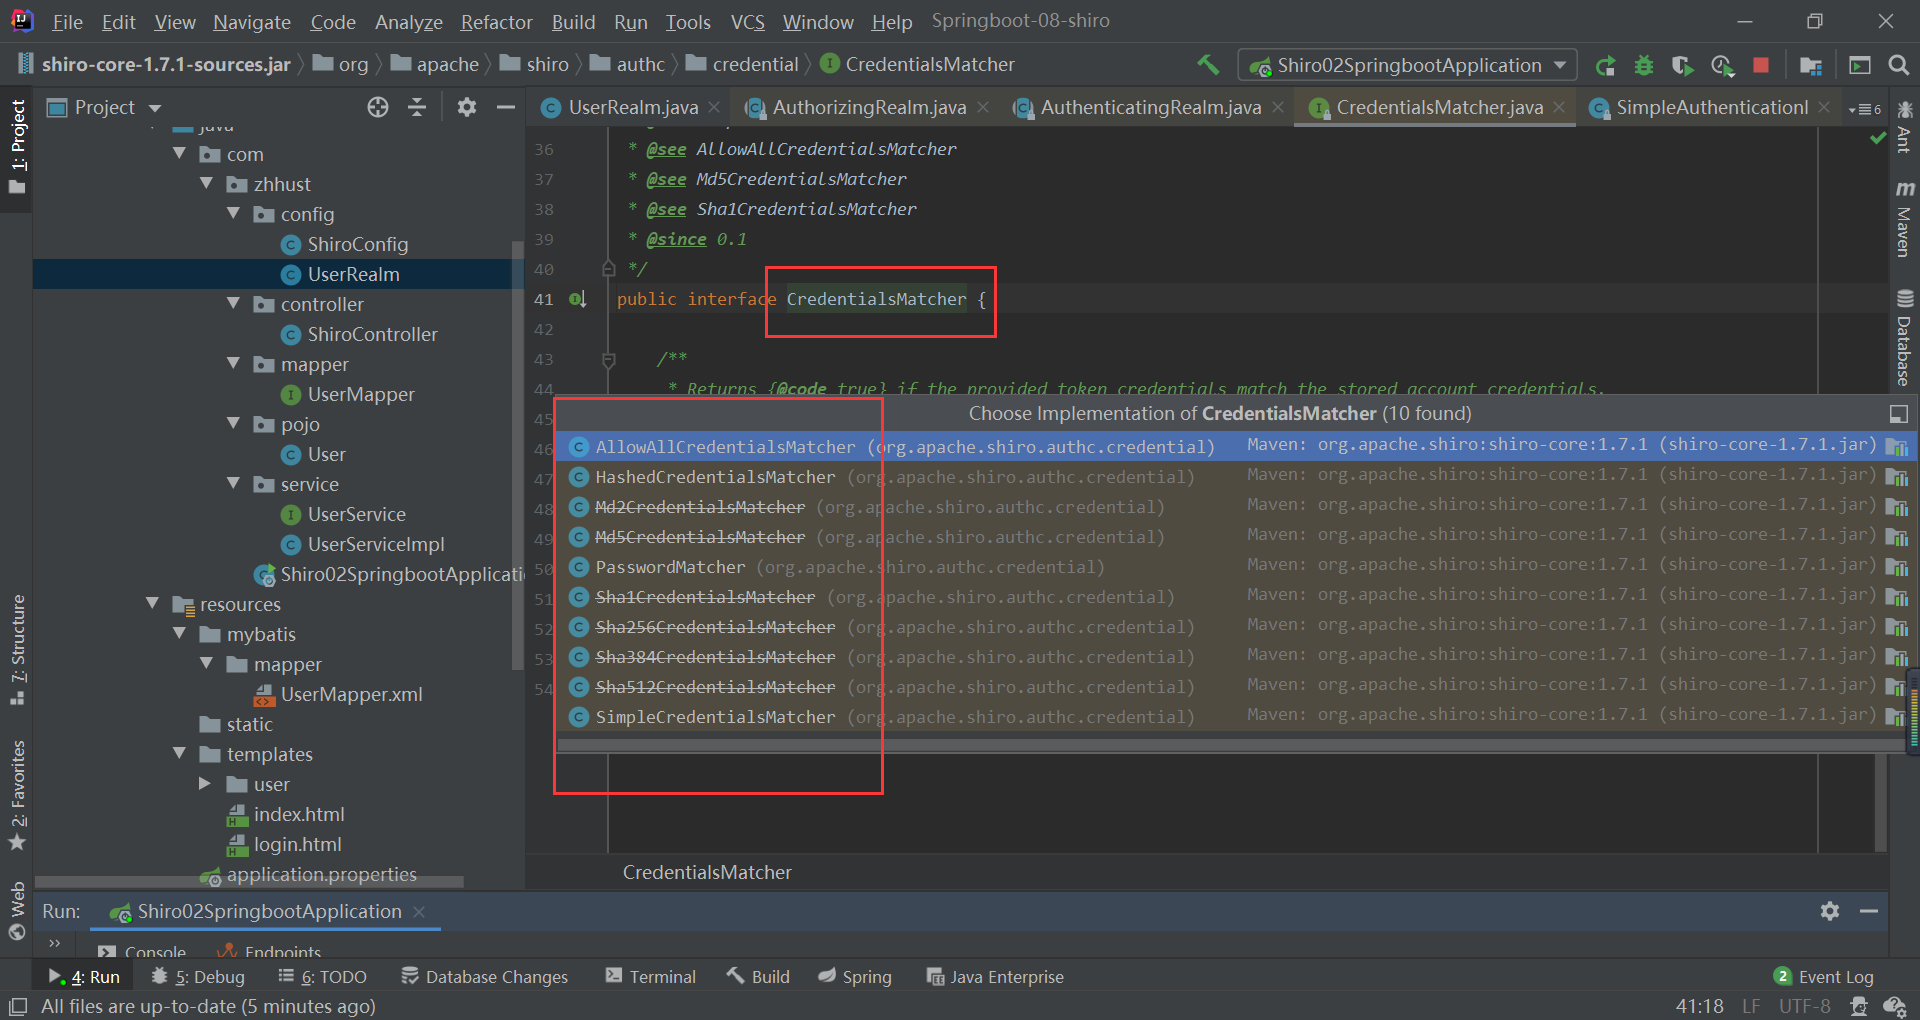 File Edit View Navigate Code Analyze Refactor Build Run Tools VCS Window Help Springboot-08-shiro
shiro-core-1.7.1-sources.jar org apache shiro authc credential CredentialsMatcher Shiro02SpringbootApplication
Project
UserRealm.java AuthorizingRealm.java AuthenticatingRealm.java CredentialsMatcher.java SimpleAuthenticationI 6
1: Project
7: Structure
2: Favorites
Web
java
com
zhhust
config
ShiroConfig
UserRealm
controller
ShiroController
mapper
UserMapper
pojo
User
service
UserService
UserServiceImpl
Shiro02SpringbootApplicati
resources
mybatis
mapper
UserMapper.xml
static
templates
user
index.html
login.html
application.properties
36 * @see AllowAllCredentialsMatcher
37 * @see Md5CredentialsMatcher
38 * @see Sha1CredentialsMatcher
39 * @since 0.1
40 */
41 public interface CredentialsMatcher {
42
43 /**
44 * Returns {@code true} if the provided token credentials match the stored account credentials.
45
Choose Implementation of CredentialsMatcher (10 found)
46 AllowAllCredentialsMatcher (org.apache.shiro.authc.credential) Maven: org.apache.shiro:shiro-core:1.7.1 (shiro-core-1.7.1.jar)
47 HashedCredentialsMatcher (org.apache.shiro.authc.credential) Maven: org.apache.shiro:shiro-core:1.7.1 (shiro-core-1.7.1.jar)
48 Md2CredentialsMatcher (org.apache.shiro.authc.credential) Maven: org.apache.shiro:shiro-core:1.7.1 (shiro-core-1.7.1.jar)
49 Md5CredentialsMatcher (org.apache.shiro.authc.credential) Maven: org.apache.shiro:shiro-core:1.7.1 (shiro-core-1.7.1.jar)
50 PasswordMatcher (org.apache.shiro.authc.credential) Maven: org.apache.shiro:shiro-core:1.7.1 (shiro-core-1.7.1.jar)
51 Sha1CredentialsMatcher (org.apache.shiro.authc.credential) Maven: org.apache.shiro:shiro-core:1.7.1 (shiro-core-1.7.1.jar)
52 Sha256CredentialsMatcher (org.apache.shiro.authc.credential) Maven: org.apache.shiro:shiro-core:1.7.1 (shiro-core-1.7.1.jar)
53 Sha384CredentialsMatcher (org.apache.shiro.authc.credential) Maven: org.apache.shiro:shiro-core:1.7.1 (shiro-core-1.7.1.jar)
54 Sha512CredentialsMatcher (org.apache.shiro.authc.credential) Maven: org.apache.shiro:shiro-core:1.7.1 (shiro-core-1.7.1.jar)
SimpleCredentialsMatcher (org.apache.shiro.authc.credential) Maven: org.apache.shiro:shiro-core:1.7.1 (shiro-core-1.7.1.jar)
CredentialsMatcher
Ant
Maven
Database
Run: Shiro02SpringbootApplication
Console Endpoints
4: Run 5: Debug 6: TODO Database Changes Terminal Build Spring Java Enterprise 2 Event Log
All files are up-to-date (5 minutes ago) 41:18 LF UTF-8